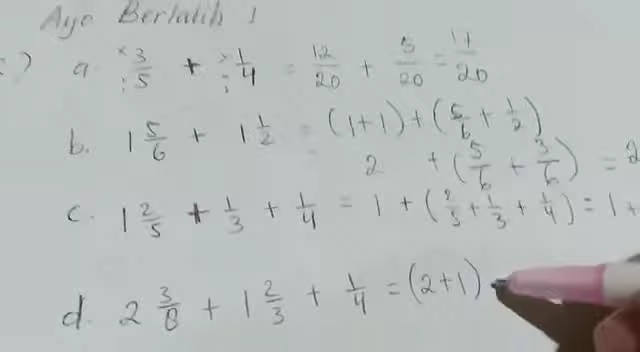 Ayo Berlatih 1
a. 3/5 + 1/4 = 12/20 + 5/20 = 17/20
b. 1 5/6 + 1 1/2 = (1+1) + (5/6 + 1/2)
2 + (5/6 + 3/6) = 2
c. 1 2/5 + 1/3 + 1/4 = 1 + (2/5 + 1/3 + 1/4) = 1 +
d. 2 3/8 + 1 2/3 + 1/4 = (2+1)